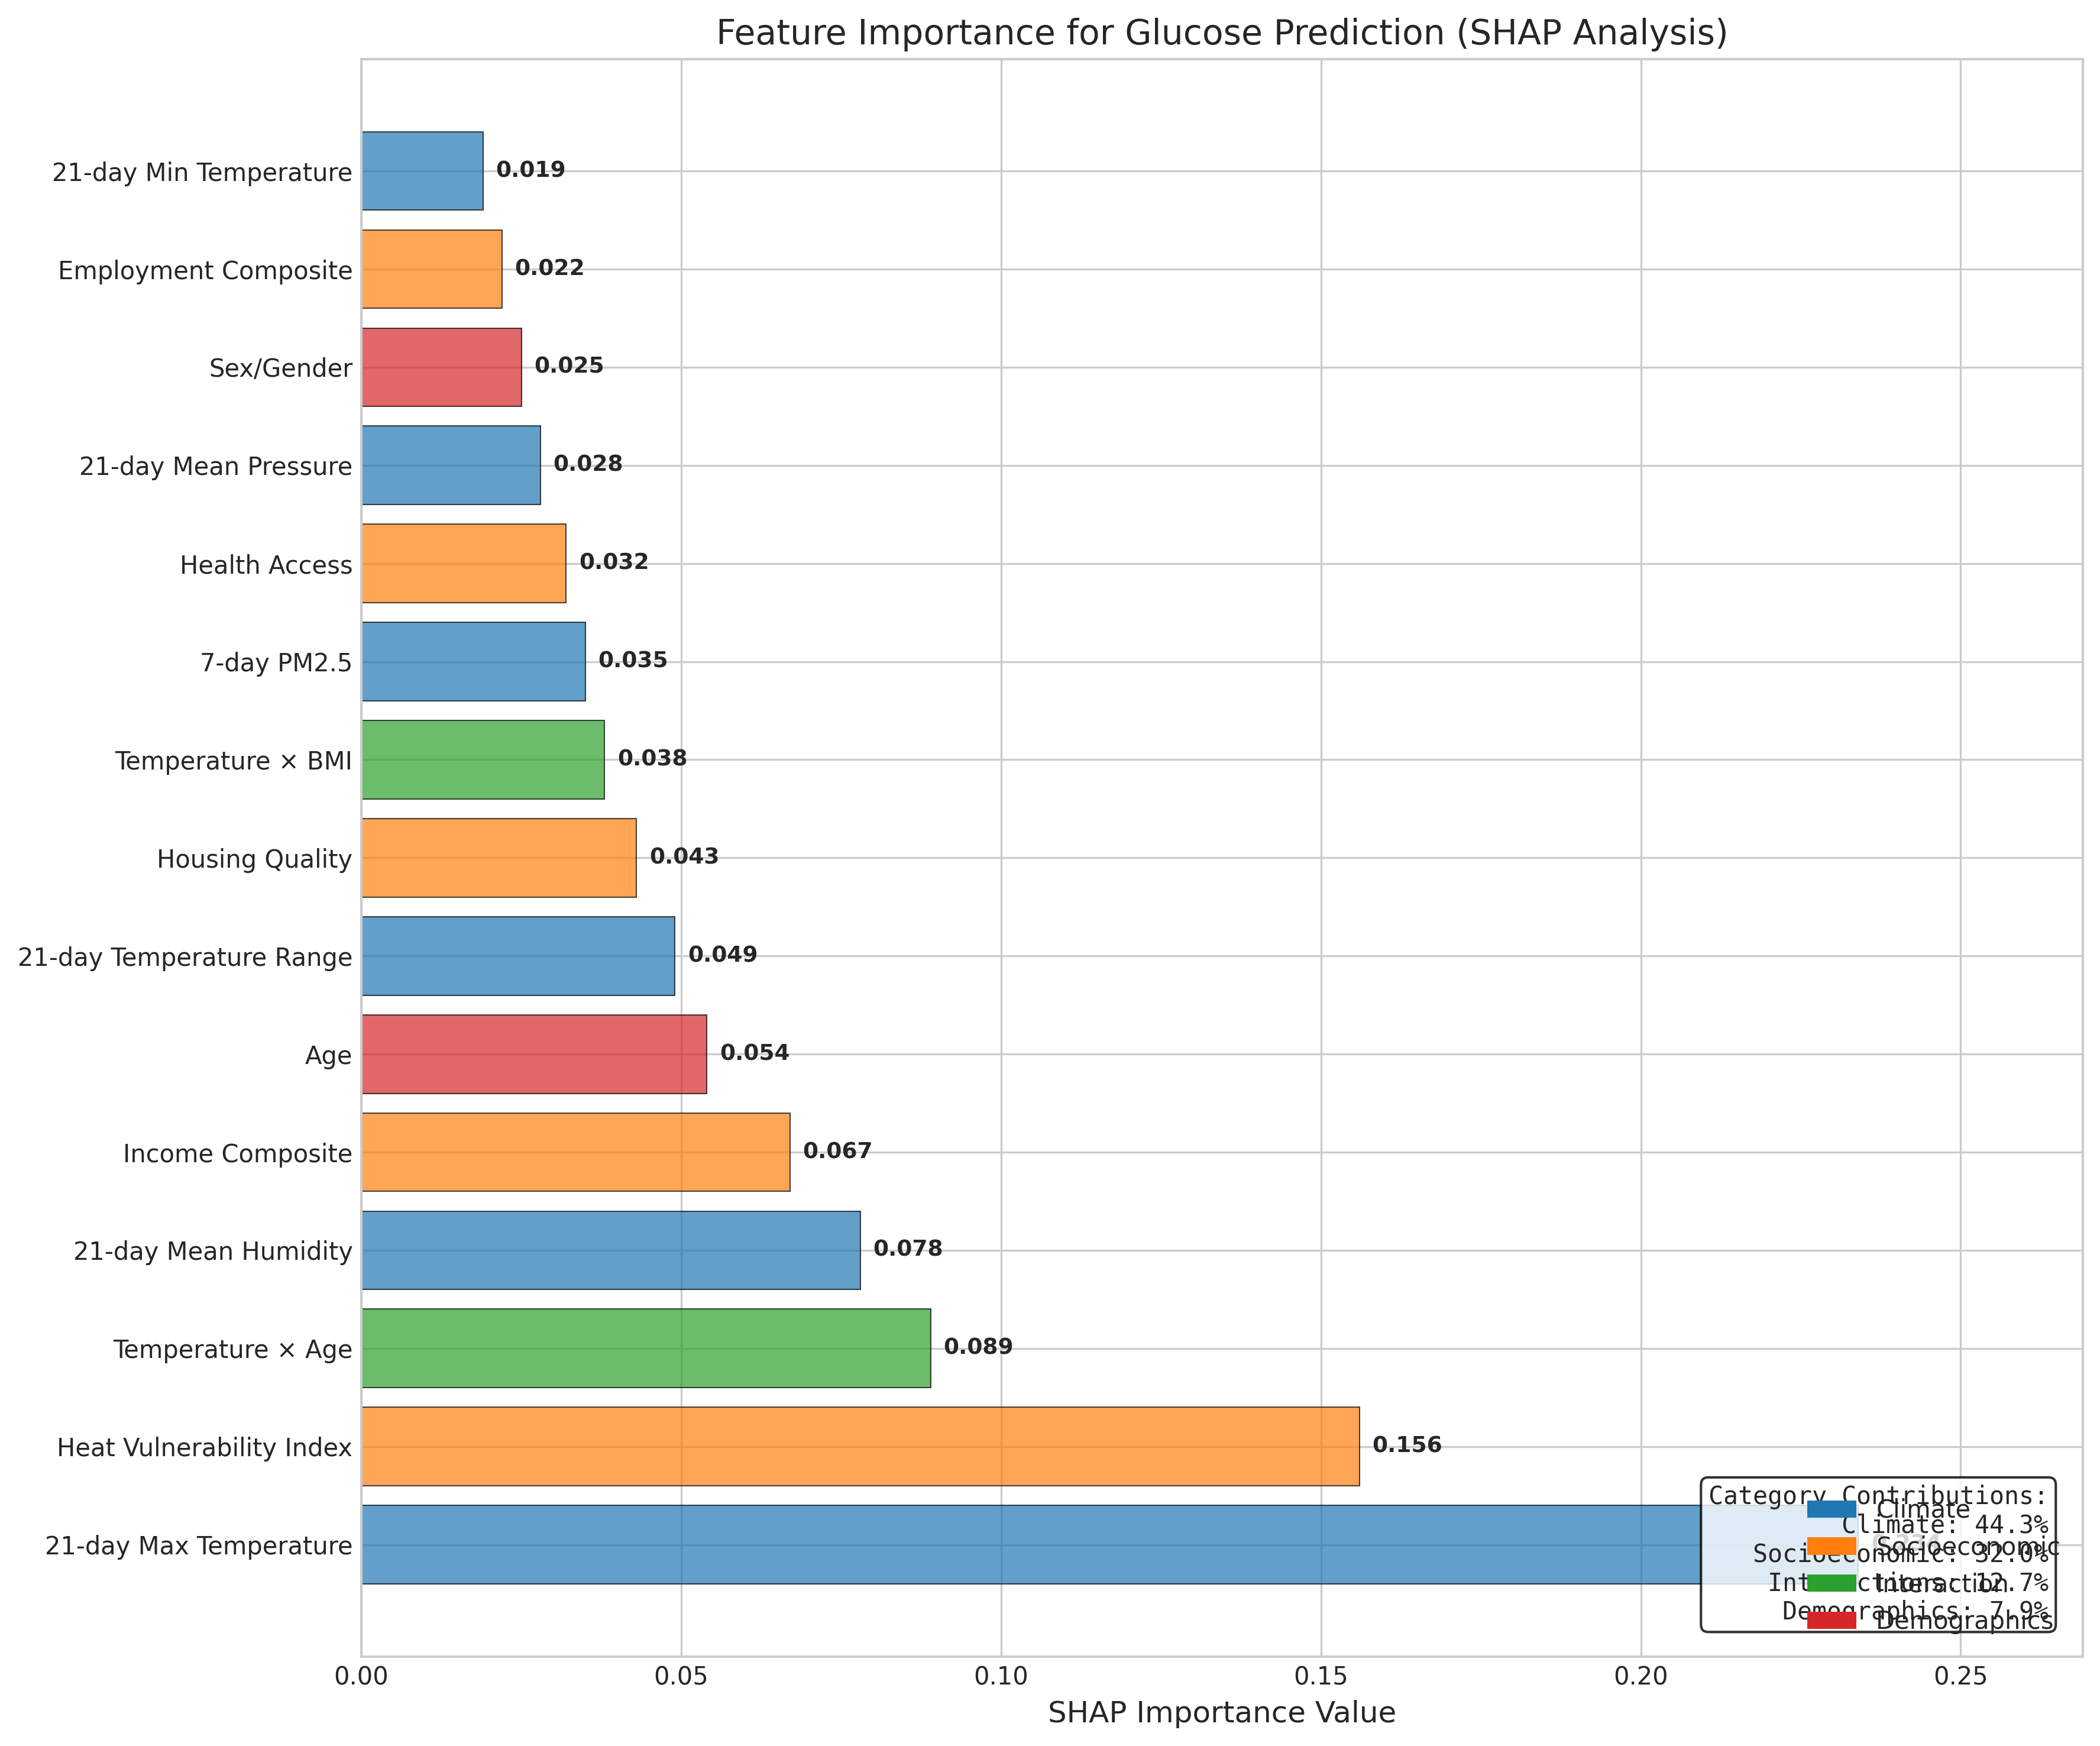 Feature Importance for Glucose Prediction (SHAP Analysis)
21-day Min Temperature
0.019
Employment Composite
0.022
Sex/Gender
0.025
21-day Mean Pressure
0.028
Health Access
0.032
7-day PM2.5
0.035
Temperature × BMI
0.038
Housing Quality
0.043
21-day Temperature Range
0.049
Age
0.054
Income Composite
0.067
21-day Mean Humidity
0.078
Temperature × Age
0.089
Heat Vulnerability Index
0.156
21-day Max Temperature
Category Contributions:
Climate: 44.3%
Socioeconomic: 32.0%
Interactions: 12.7%
Demographics: 7.9%
Climate
Socioeconomic
Interaction
Demographics
0.00
0.05
0.10
0.15
0.20
0.25
SHAP Importance Value